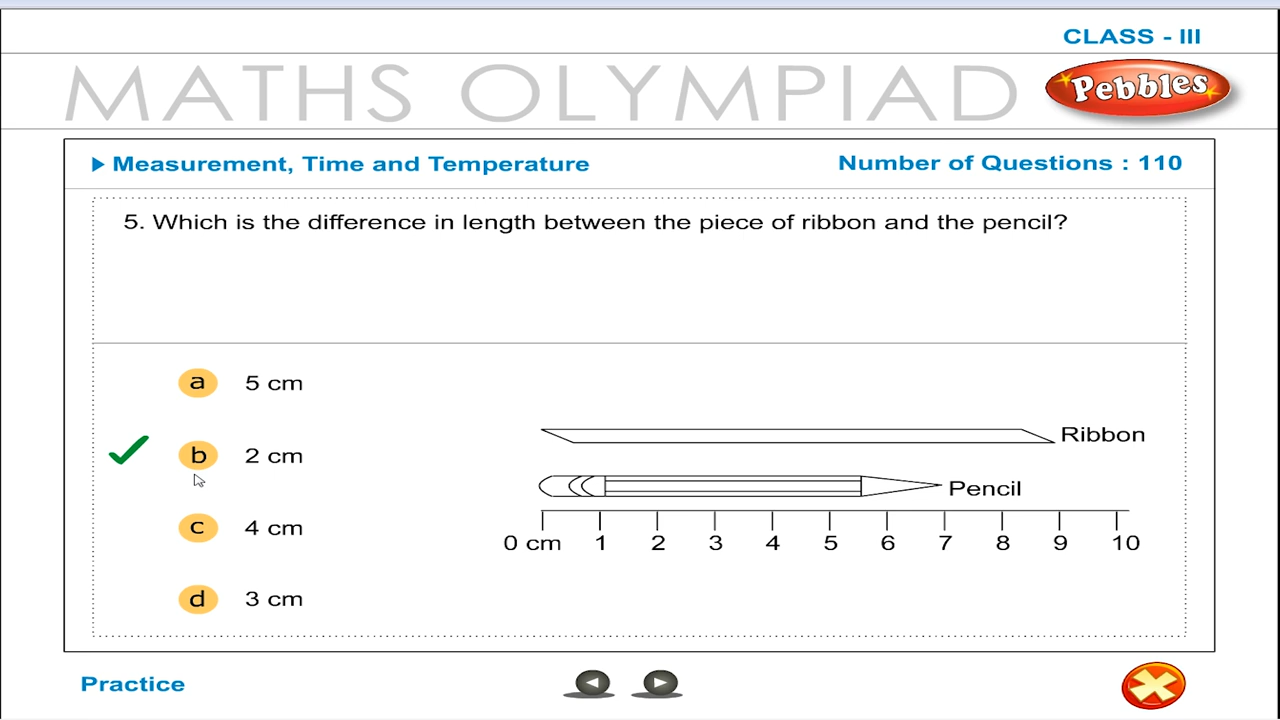 CLASS - III
MATHS OLYMPIAD
Pebbles
Measurement, Time and Temperature
Number of Questions : 110
5. Which is the difference in length between the piece of ribbon and the pencil?
a 5 cm
b 2 cm
c 4 cm
d 3 cm
Ribbon
Pencil
0 cm 1 2 3 4 5 6 7 8 9 10
Practice